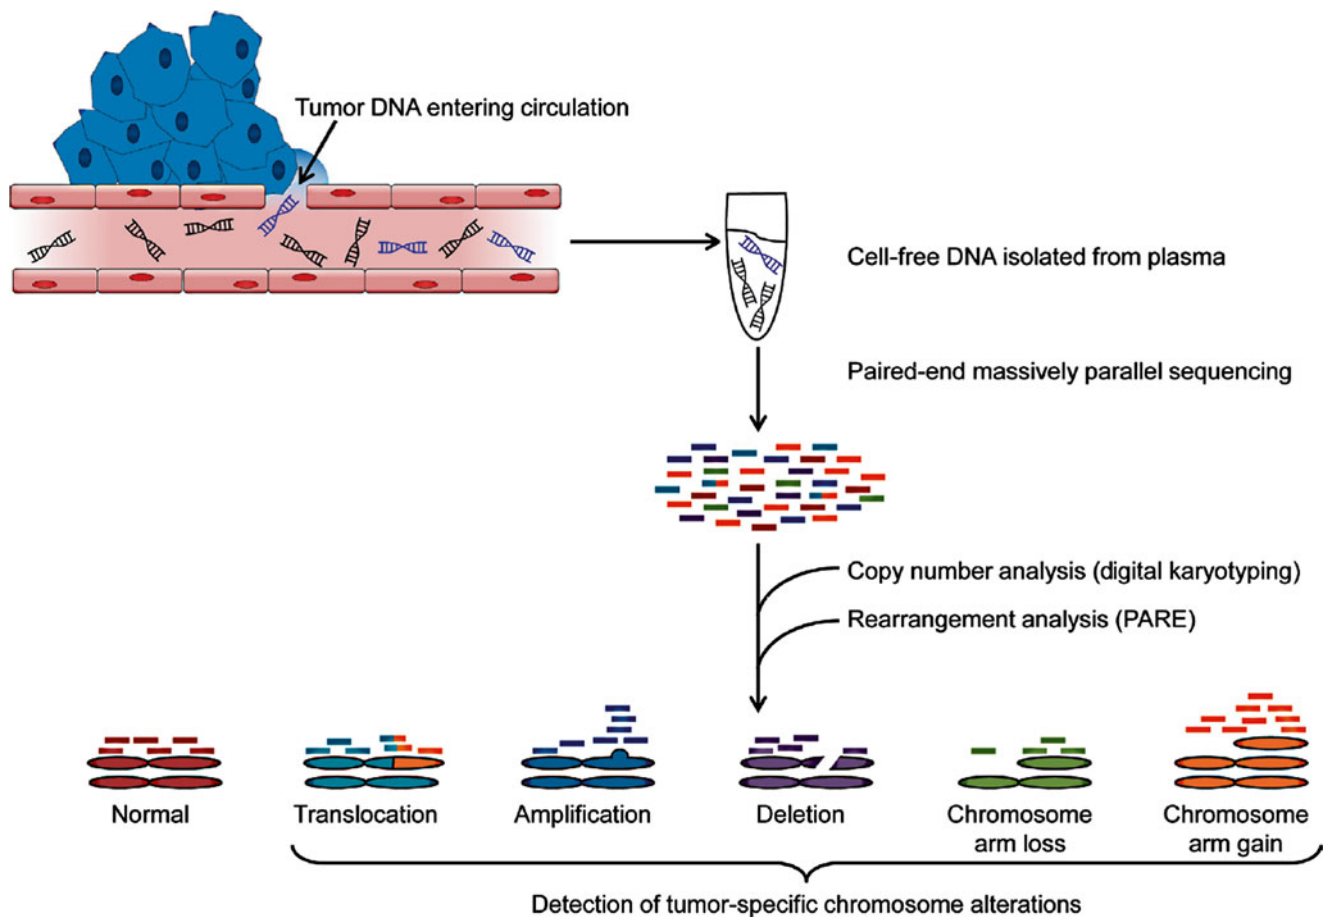 Tumor DNA entering circulation
Cell-free DNA isolated from plasma
Paired-end massively parallel sequencing
Copy number analysis (digital karyotyping)
Rearrangement analysis (PARE)
Normal
Translocation
Amplification
Deletion
Chromosome
arm loss
Chromosome
arm gain
Detection of tumor-specific chromosome alterations